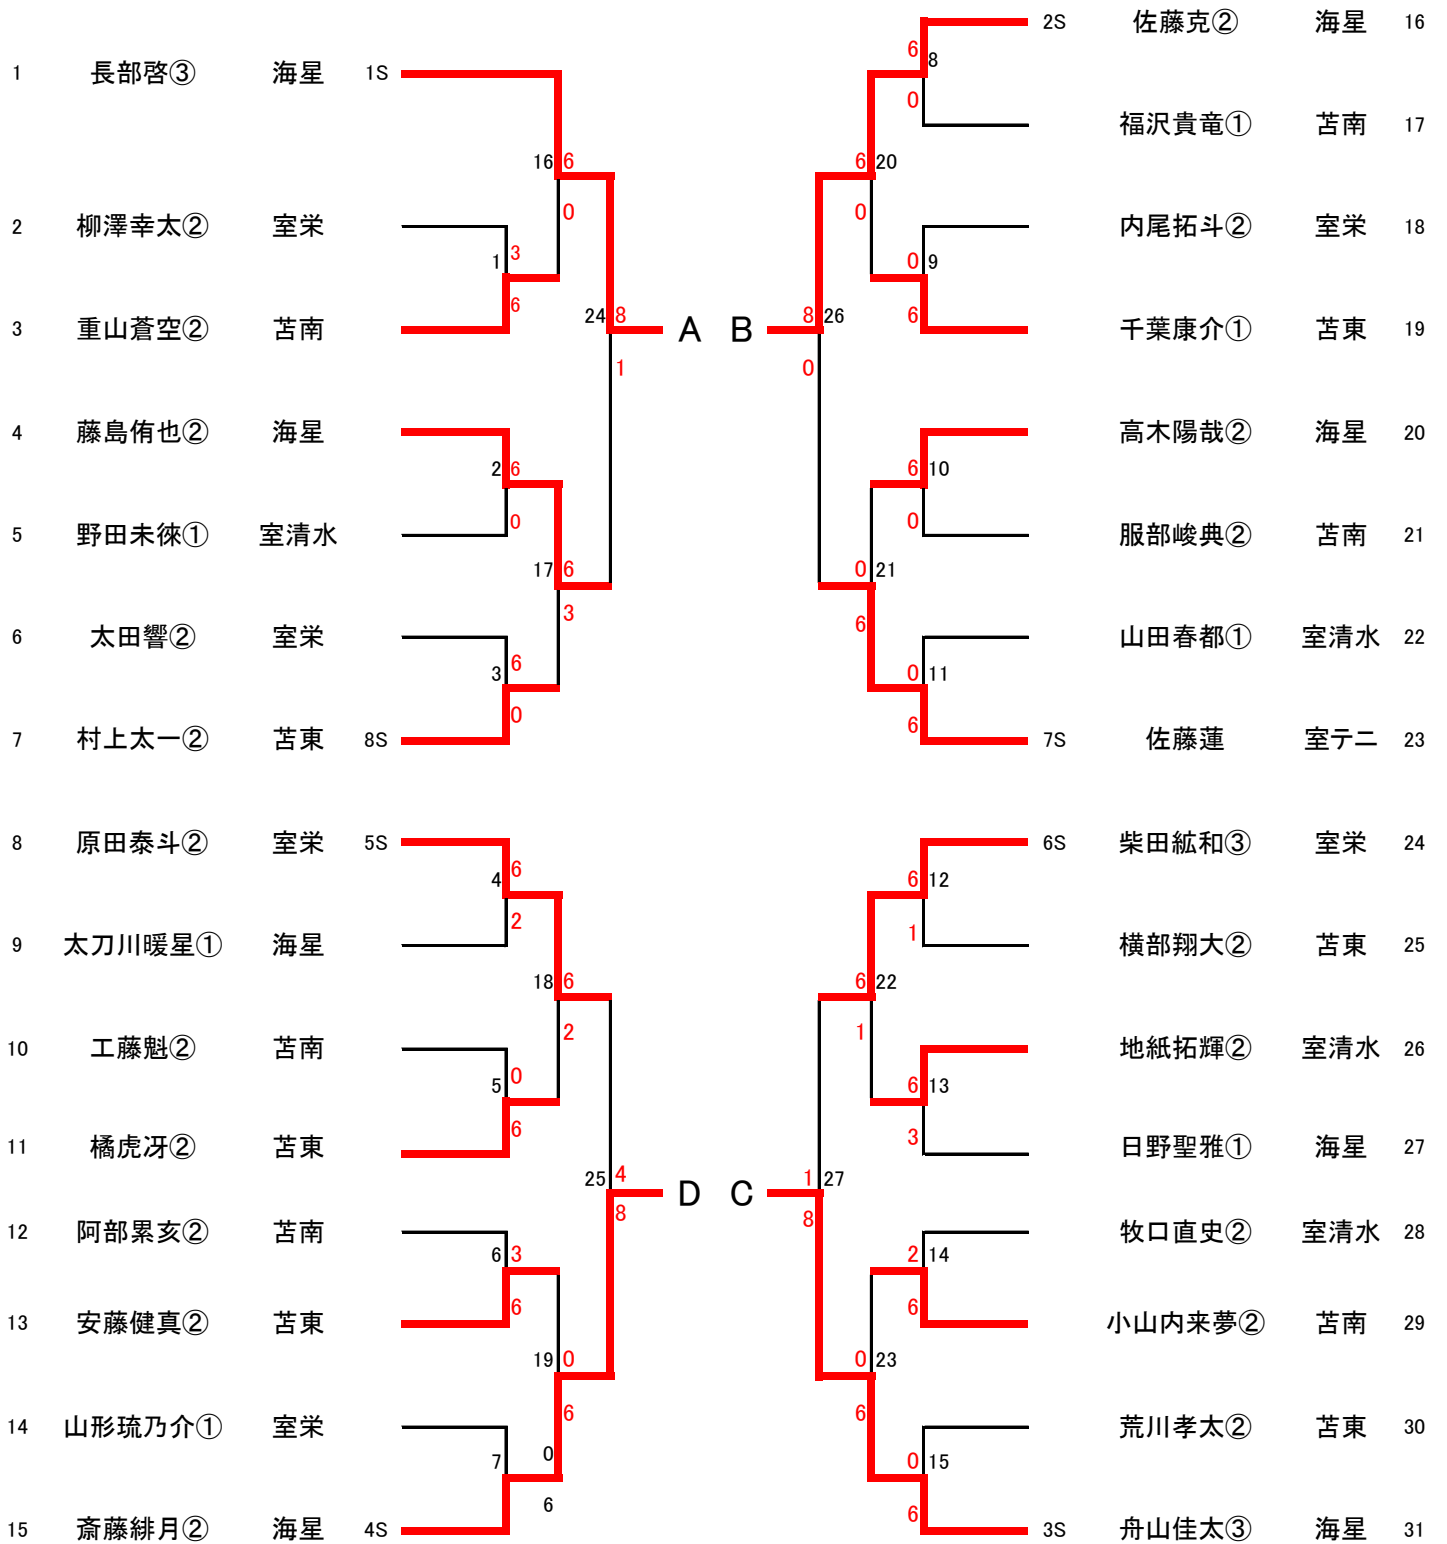 1 長部啓③ 海星 1S
2 柳澤幸太② 室栄
3 重山蒼空② 苫南
4 藤島侑也② 海星
5 野田未徠① 室清水
6 太田響② 室栄
7 村上太一② 苫東 8S
8 原田泰斗② 室栄 5S
9 太刀川暖星① 海星
10 工藤魁② 苫南
11 橘虎冴② 苫東
12 阿部累亥② 苫南
13 安藤健真② 苫東
14 山形琉乃介① 室栄
15 斎藤緋月② 海星 4S
1 3
6
2 6
0
3 6
0
4 6
2
5 0
6
6 3
6
7 0
6
16 6
0
17 6
3
18 6
2
19 0
6
24 8
1
25 4
8
A B
D C
8 26
0
1 27
8
6 20
0
0 21
6
6 22
1
0 23
6
6 8
0
0 9
6
6 10
0
0 11
6
6 12
1
6 13
3
2 14
6
0 15
6
2S 佐藤克② 海星 16
福沢貴竜① 苫南 17
内尾拓斗② 室栄 18
千葉康介① 苫東 19
高木陽哉② 海星 20
服部峻典② 苫南 21
山田春都① 室清水 22
7S 佐藤蓮 室テニ 23
6S 柴田紘和③ 室栄 24
横部翔大② 苫東 25
地紙拓輝② 室清水 26
日野聖雅① 海星 27
牧口直史② 室清水 28
小山内来夢② 苫南 29
荒川孝太② 苫東 30
3S 舟山佳太③ 海星 31